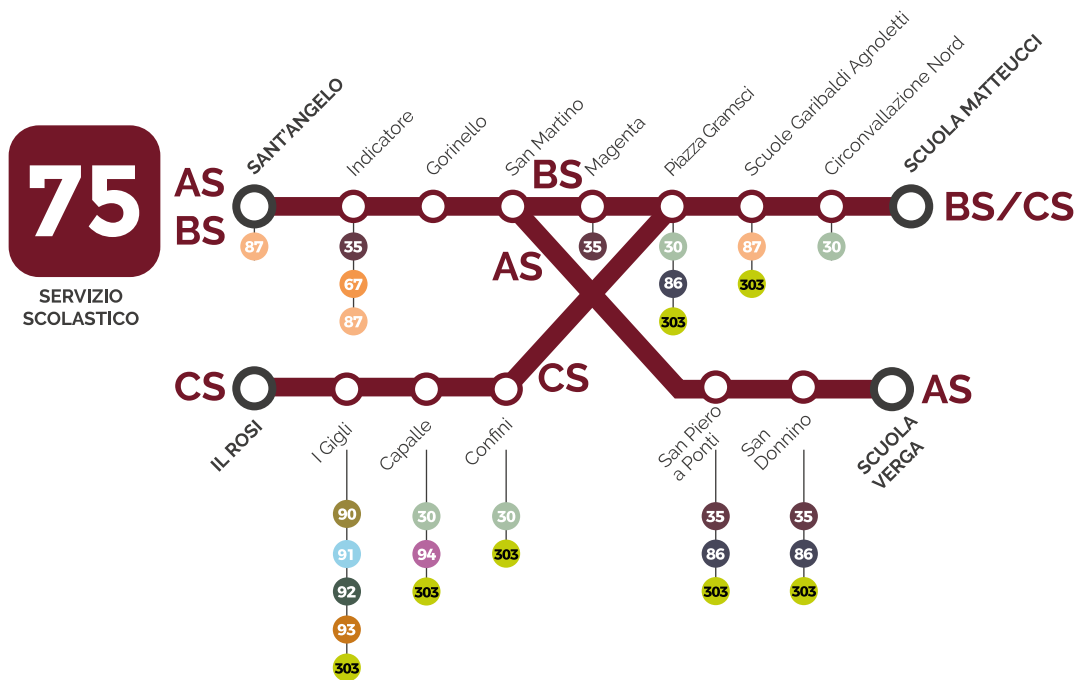 75
SERVIZIO
SCOLASTICO
AS
BS
SANT'ANGELO
Indicatore
Gorinello
San Martino
BS
Magenta
Piazza Gramsci
Scuole Garibaldi Agnoletti
Circonvallazione Nord
SCUOLA MATTEUCCI
BS/CS
87
35
67
87
35
30
86
303
87
303
30
AS
CS
CS
AS
IL ROSI
I Gigli
Capalle
Confini
San Piero
a Ponti
San
Donnino
SCUOLA
VERGA
90
91
92
93
303
30
94
303
30
303
35
86
303
35
86
303